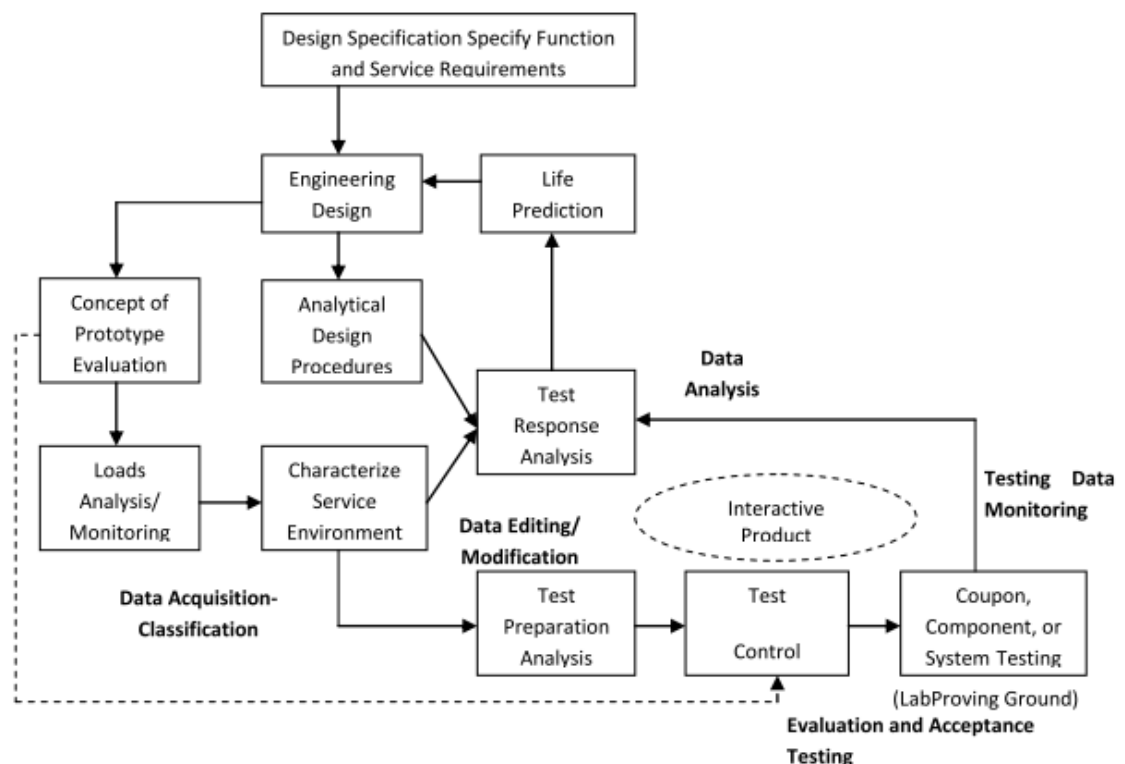 Design Specification Specify Function
and Service Requirements
Engineering
Design
Life
Prediction
Concept of
Prototype
Evaluation
Analytical
Design
Procedures
Test
Response
Analysis
Data
Analysis
Loads
Analysis/
Monitoring
Characterize
Service
Environment
Data Editing/
Modification
Interactive
Product
Testing Data
Monitoring
Data Acquisition-
Classification
Test
Preparation
Analysis
Test
Control
Coupon,
Component, or
System Testing
(LabProving Ground)
Evaluation and Acceptance
Testing